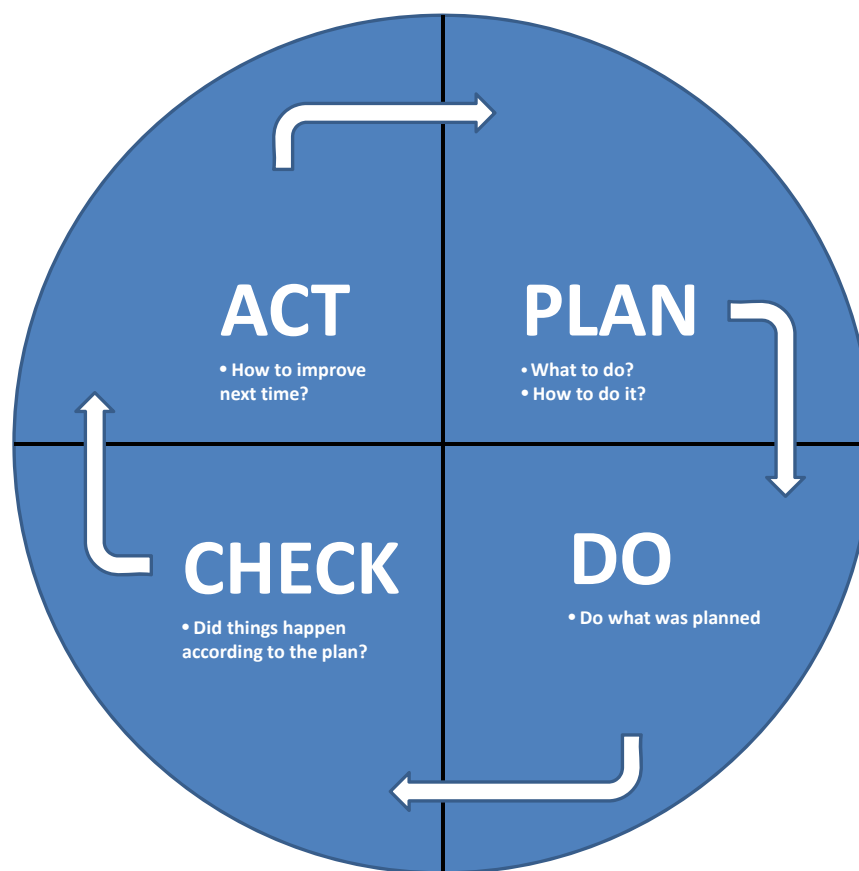 ACT
• How to improve
next time?
PLAN
• What to do?
• How to do it?
CHECK
• Did things happen
according to the plan?
DO
• Do what was planned